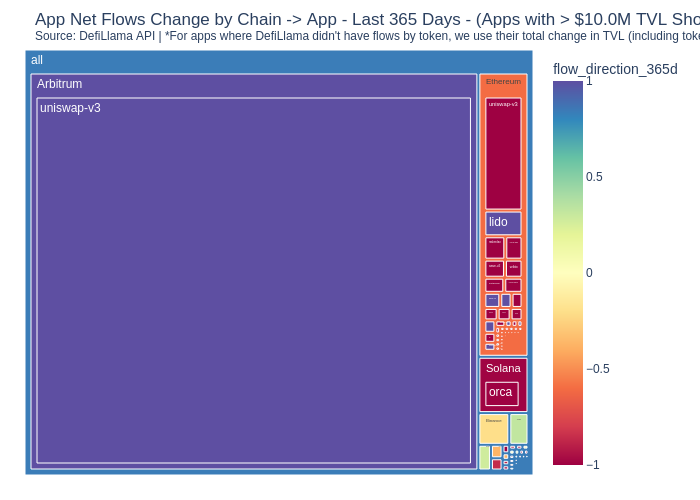 App Net Flows Change by Chain -> App - Last 365 Days - (Apps with > $10.0M TVL Sho
Source: DefiLlama API | *For apps where DefiLlama didn't have flows by token, we use their total change in TVL (including toke
flow_direction_365d
all
Arbitrum
uniswap-v3
Ethereum
uniswap-v3
lido
Solana
orca
1
0.5
0
−0.5
−1